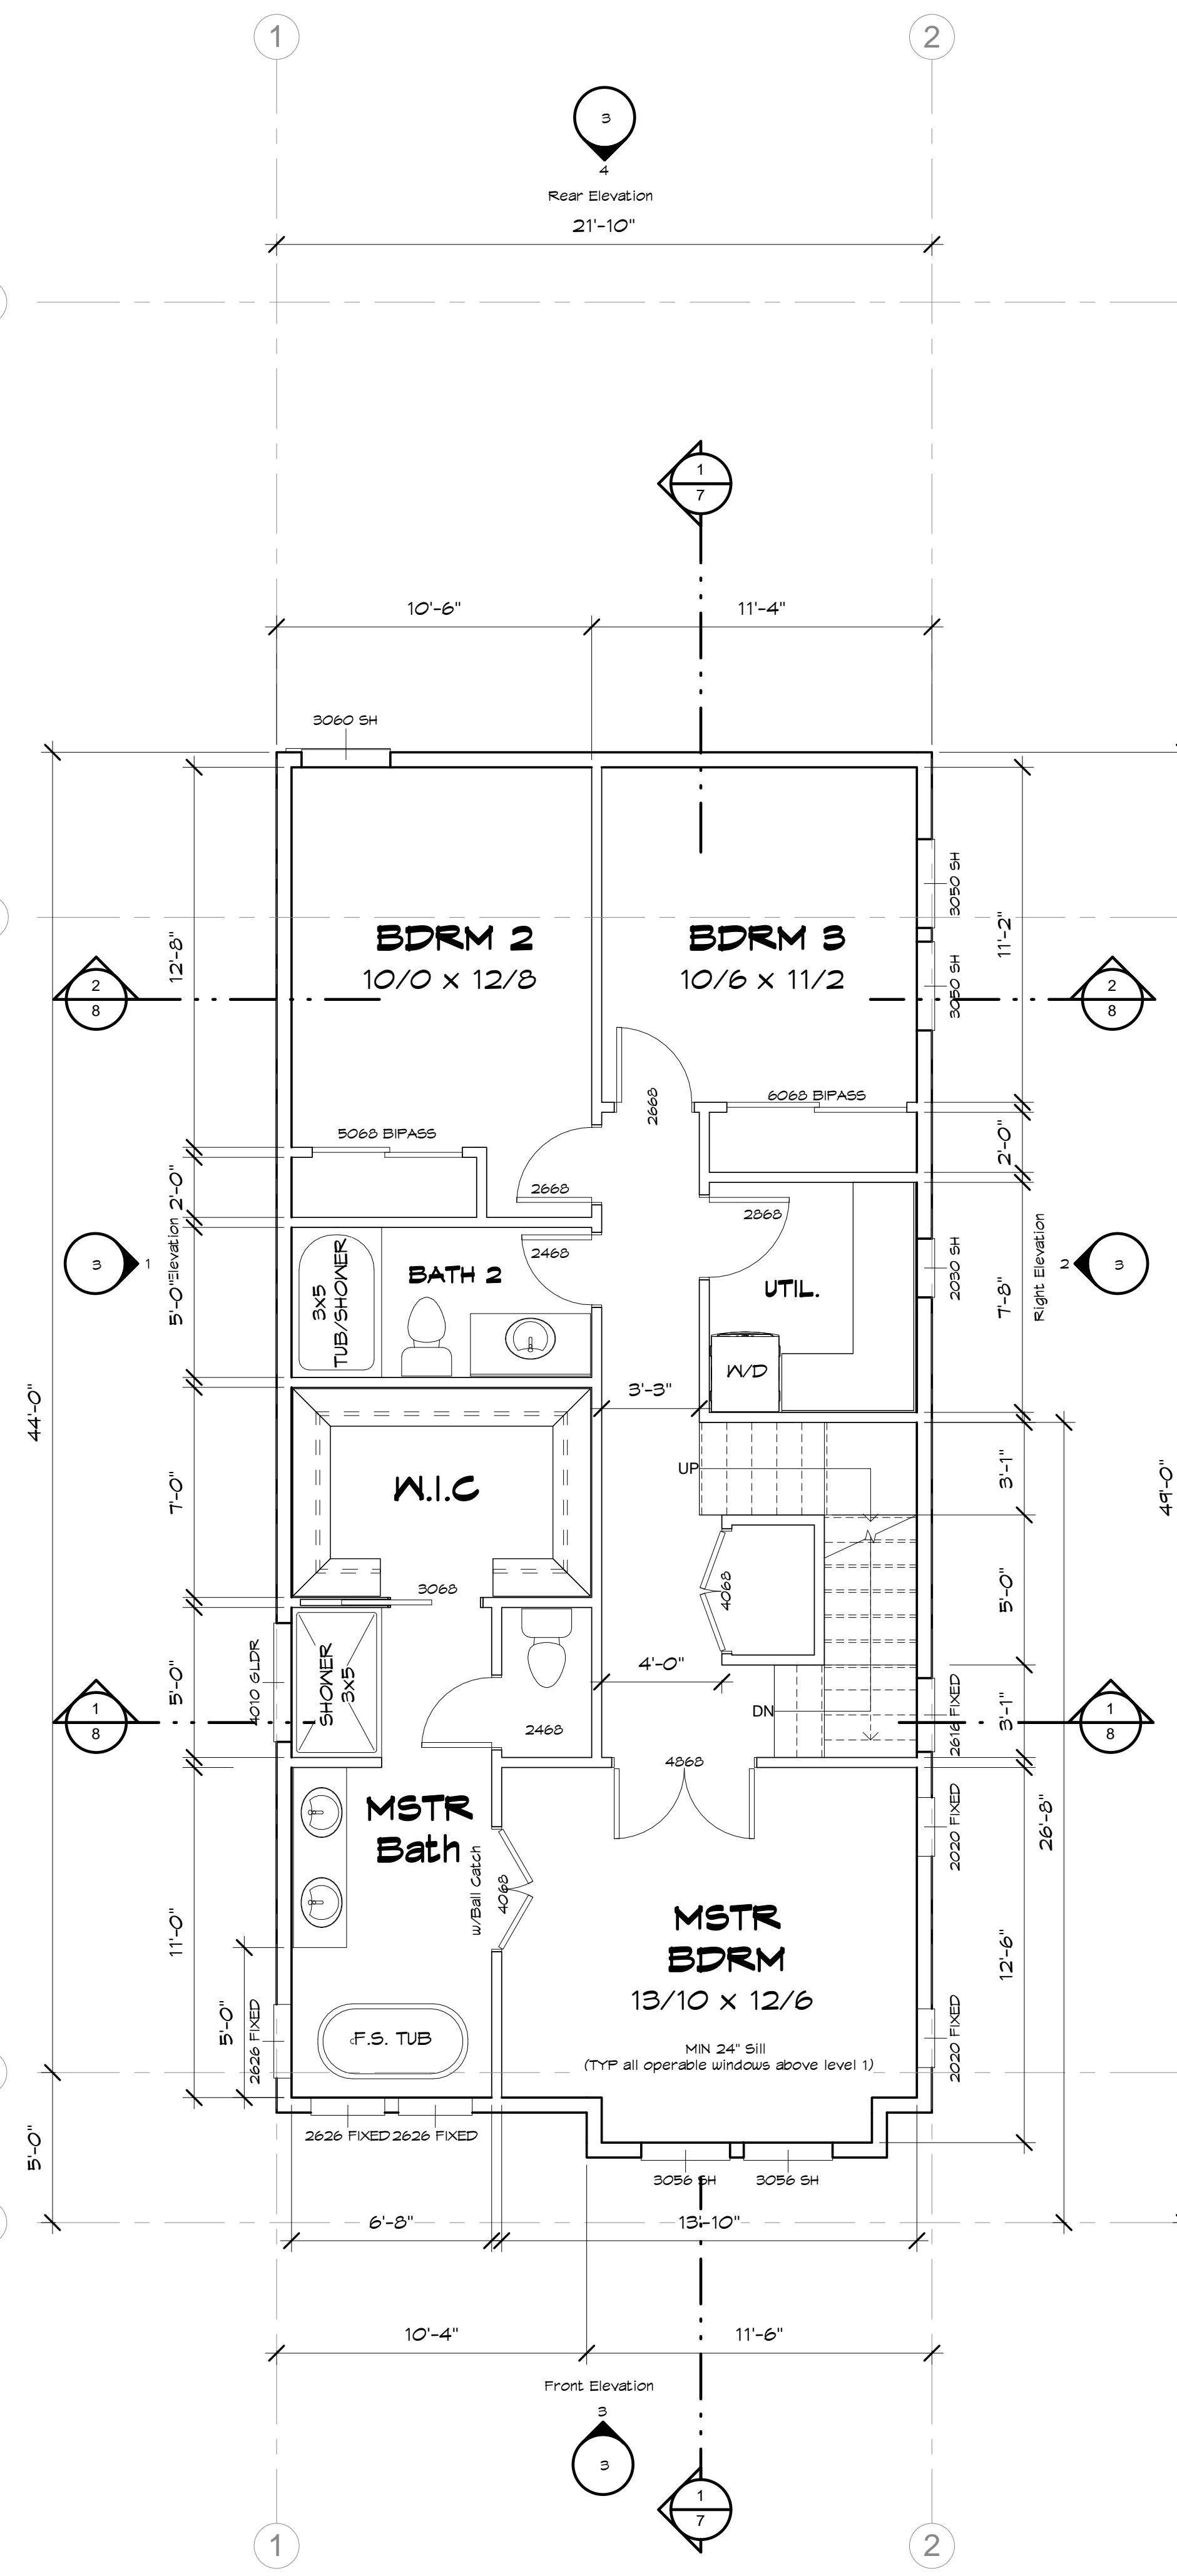 1
2
3
4
Rear Elevation
21'-10"
1
7
10'-6"
11'-4"
3060 SH
3050 SH
12'-8"
BDRM 2
10/0 x 12/8
BDRM 3
10/6 x 11/2
11'-2"
3050 SH
2
8
2
8
6068 BIPASS
2668
5068 BIPASS
2'-0"
2'-0"
2668
2868
2468
Elevation
3
1
5'-0"
3x5
TUB/SHOWER
BATH 2
UTIL.
2030 SH
7'-8"
Right Elevation
2
3
W/D
3'-3"
44'-0"
7'-0"
W.I.C
UP
3'-1"
49'-0"
3068
4068
5'-0"
5'-0"
4010 GLDR
SHOWER
3x5
4'-0"
2468
DN
2616 FIXED
3'-1"
1
8
1
8
4868
MSTR
Bath
w/Ball Catch
4068
2020 FIXED
26'-8"
11'-0"
MSTR
BDRM
13/10 x 12/6
12'-6"
5'-0"
2626 FIXED
F.S. TUB
MIN 24" Sill
(TYP all operable windows above level 1)
2020 FIXED
5'-0"
2626 FIXED
2626 FIXED
3056 SH
3056 SH
6'-8"
13'-10"
10'-4"
11'-6"
Front Elevation
3
3
1
7
1
2